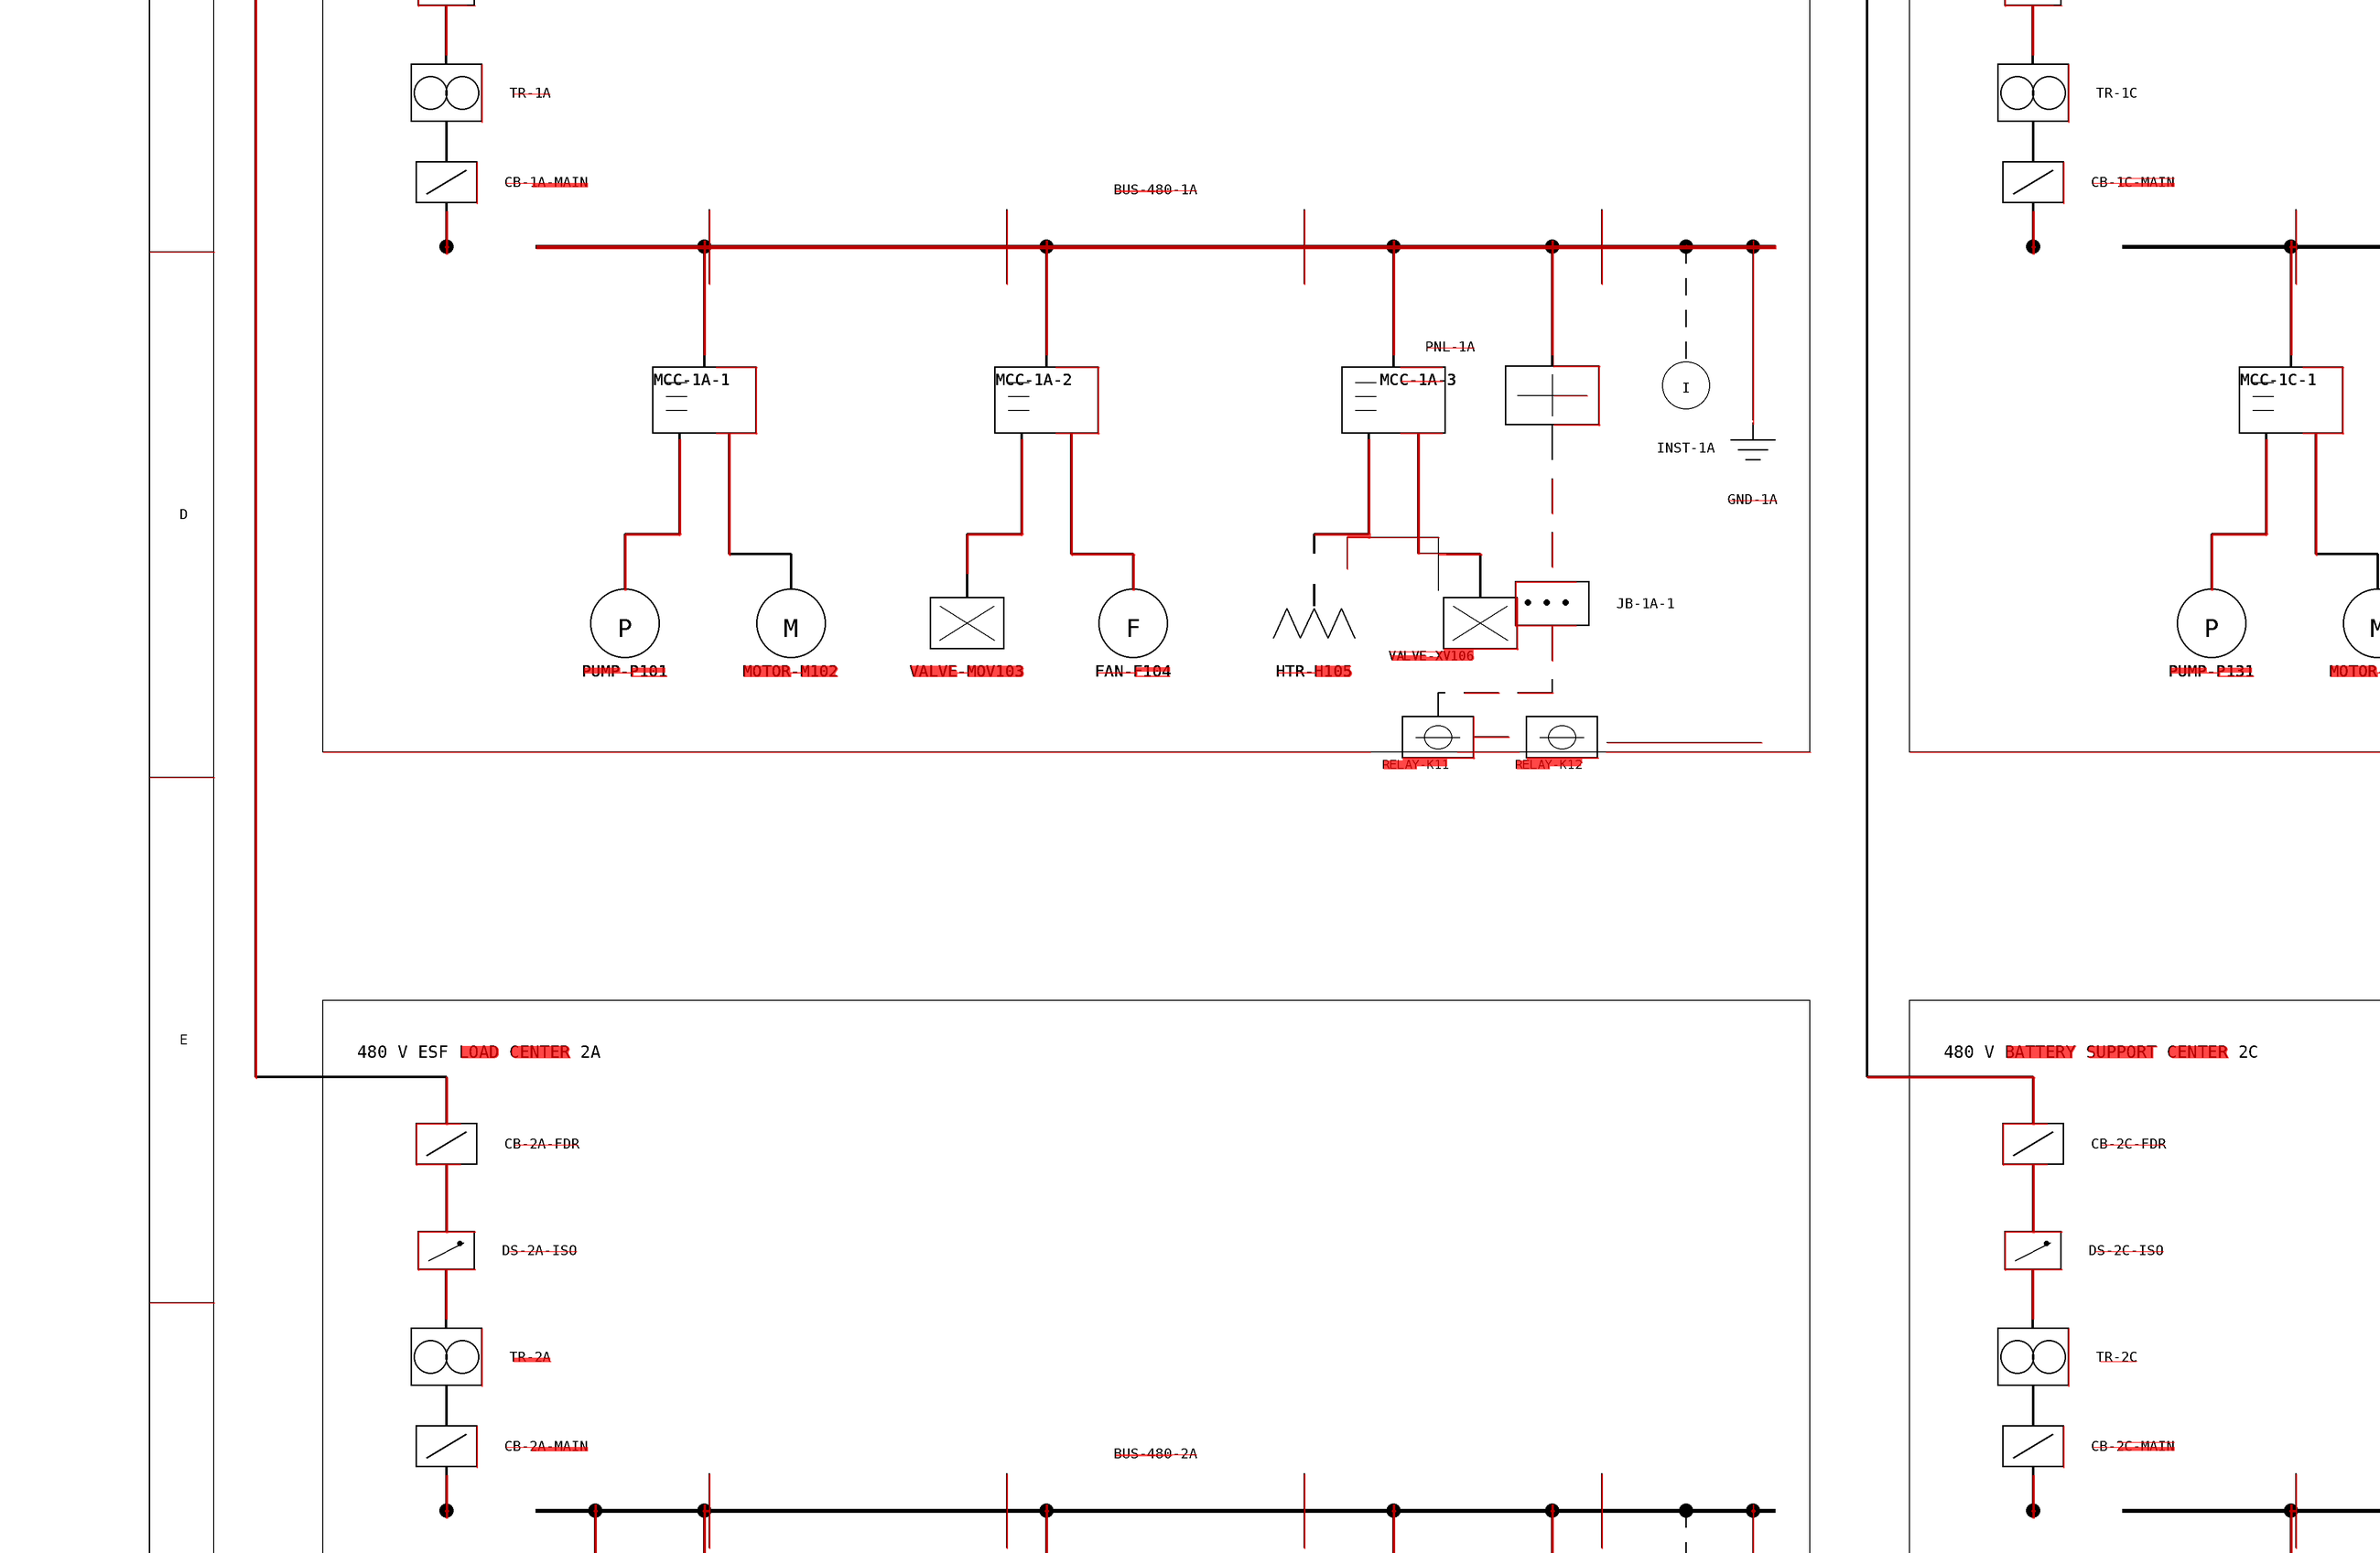 TR-1A
TR-1C
CB-1A-MAIN
CB-1C-MAIN
BUS-480-1A
PNL-1A
MCC-1A-1
MCC-1A-2
MCC-1A-3
I
MCC-1C-1
INST-1A
GND-1A
D
JB-1A-1
P
M
F
P
M
VALVE-XV106
PUMP-P101
MOTOR-M102
VALVE-MOV103
FAN-F104
HTR-H105
PUMP-P131
MOTOR-
RELAY-K11
RELAY-K12
E
480 V ESF LOAD CENTER 2A
480 V BATTERY SUPPORT CENTER 2C
CB-2A-FDR
CB-2C-FDR
DS-2A-ISO
DS-2C-ISO
TR-2A
TR-2C
CB-2A-MAIN
CB-2C-MAIN
BUS-480-2A